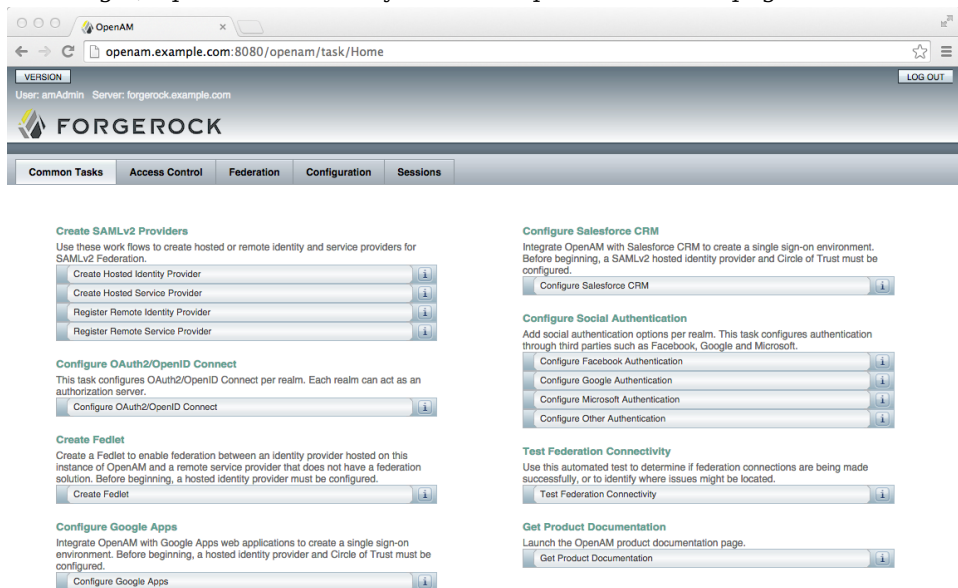 OpenAM
openam.example.com:8080/openam/task/Home
VERSION
LOG OUT
User: amAdmin Server: forgerock.example.com
FORGEROCK
Common Tasks Access Control Federation Configuration Sessions
Create SAMLv2 Providers
Use these work flows to create hosted or remote identity and service providers for
SAMLv2 Federation.
Create Hosted Identity Provider
Create Hosted Service Provider
Register Remote Identity Provider
Register Remote Service Provider
Configure OAuth2/OpenID Connect
This task configures OAuth2/OpenID Connect per realm. Each realm can act as an
authorization server.
Configure OAuth2/OpenID Connect
Create Fedlet
Create a Fedlet to enable federation between an identity provider hosted on this
instance of OpenAM and a remote service provider that does not have a federation
solution. Before beginning, a hosted identity provider must be configured.
Create Fedlet
Configure Google Apps
Integrate OpenAM with Google Apps web applications to create a single sign-on
environment. Before beginning, a hosted identity provider and Circle of Trust must be
configured.
Configure Google Apps
Configure Salesforce CRM
Integrate OpenAM with Salesforce CRM to create a single sign-on environment.
Before beginning, a SAMLv2 hosted identity provider and Circle of Trust must be
configured.
Configure Salesforce CRM
Configure Social Authentication
Add social authentication options per realm. This task configures authentication
through third parties such as Facebook, Google and Microsoft.
Configure Facebook Authentication
Configure Google Authentication
Configure Microsoft Authentication
Configure Other Authentication
Test Federation Connectivity
Use this automated test to determine if federation connections are being made
successfully, or to identify where issues might be located.
Test Federation Connectivity
Get Product Documentation
Launch the OpenAM product documentation page.
Get Product Documentation